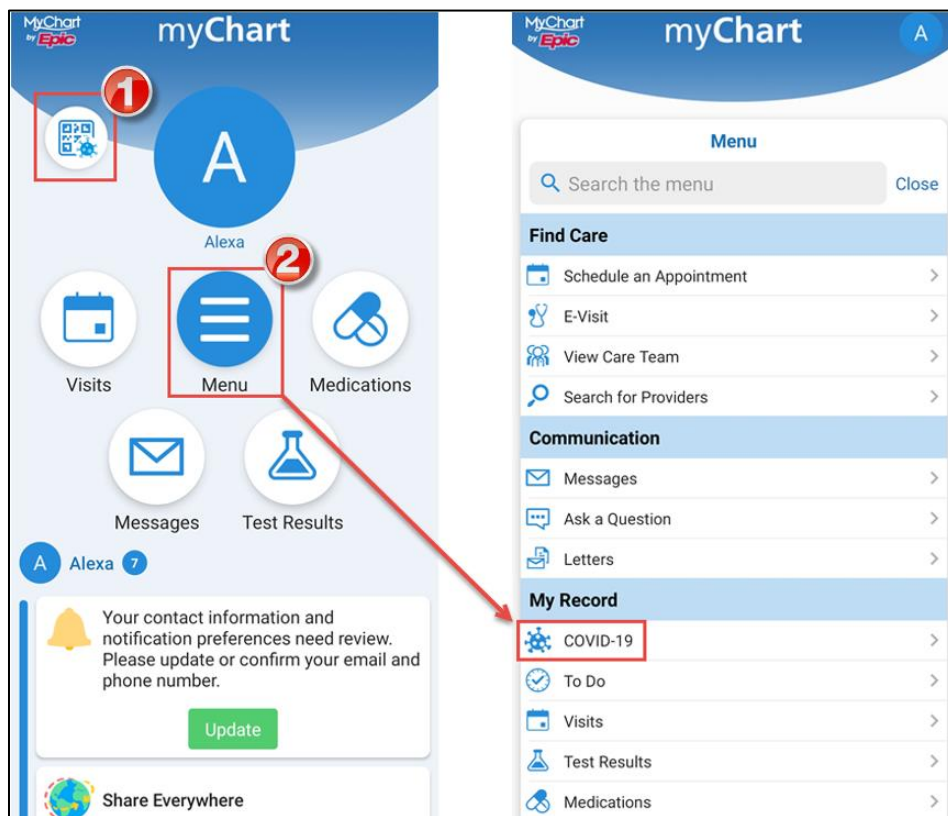 MyChart
by Epic
myChart
1
A
Alexa
2
Visits
Menu
Medications
Messages
Test Results
A Alexa 7
Your contact information and
notification preferences need review.
Please update or confirm your email and
phone number.
Update
Share Everywhere
MyChart
by Epic
myChart
A
Menu
Search the menu
Close
Find Care
Schedule an Appointment
E-Visit
View Care Team
Search for Providers
Communication
Messages
Ask a Question
Letters
My Record
COVID-19
To Do
Visits
Test Results
Medications